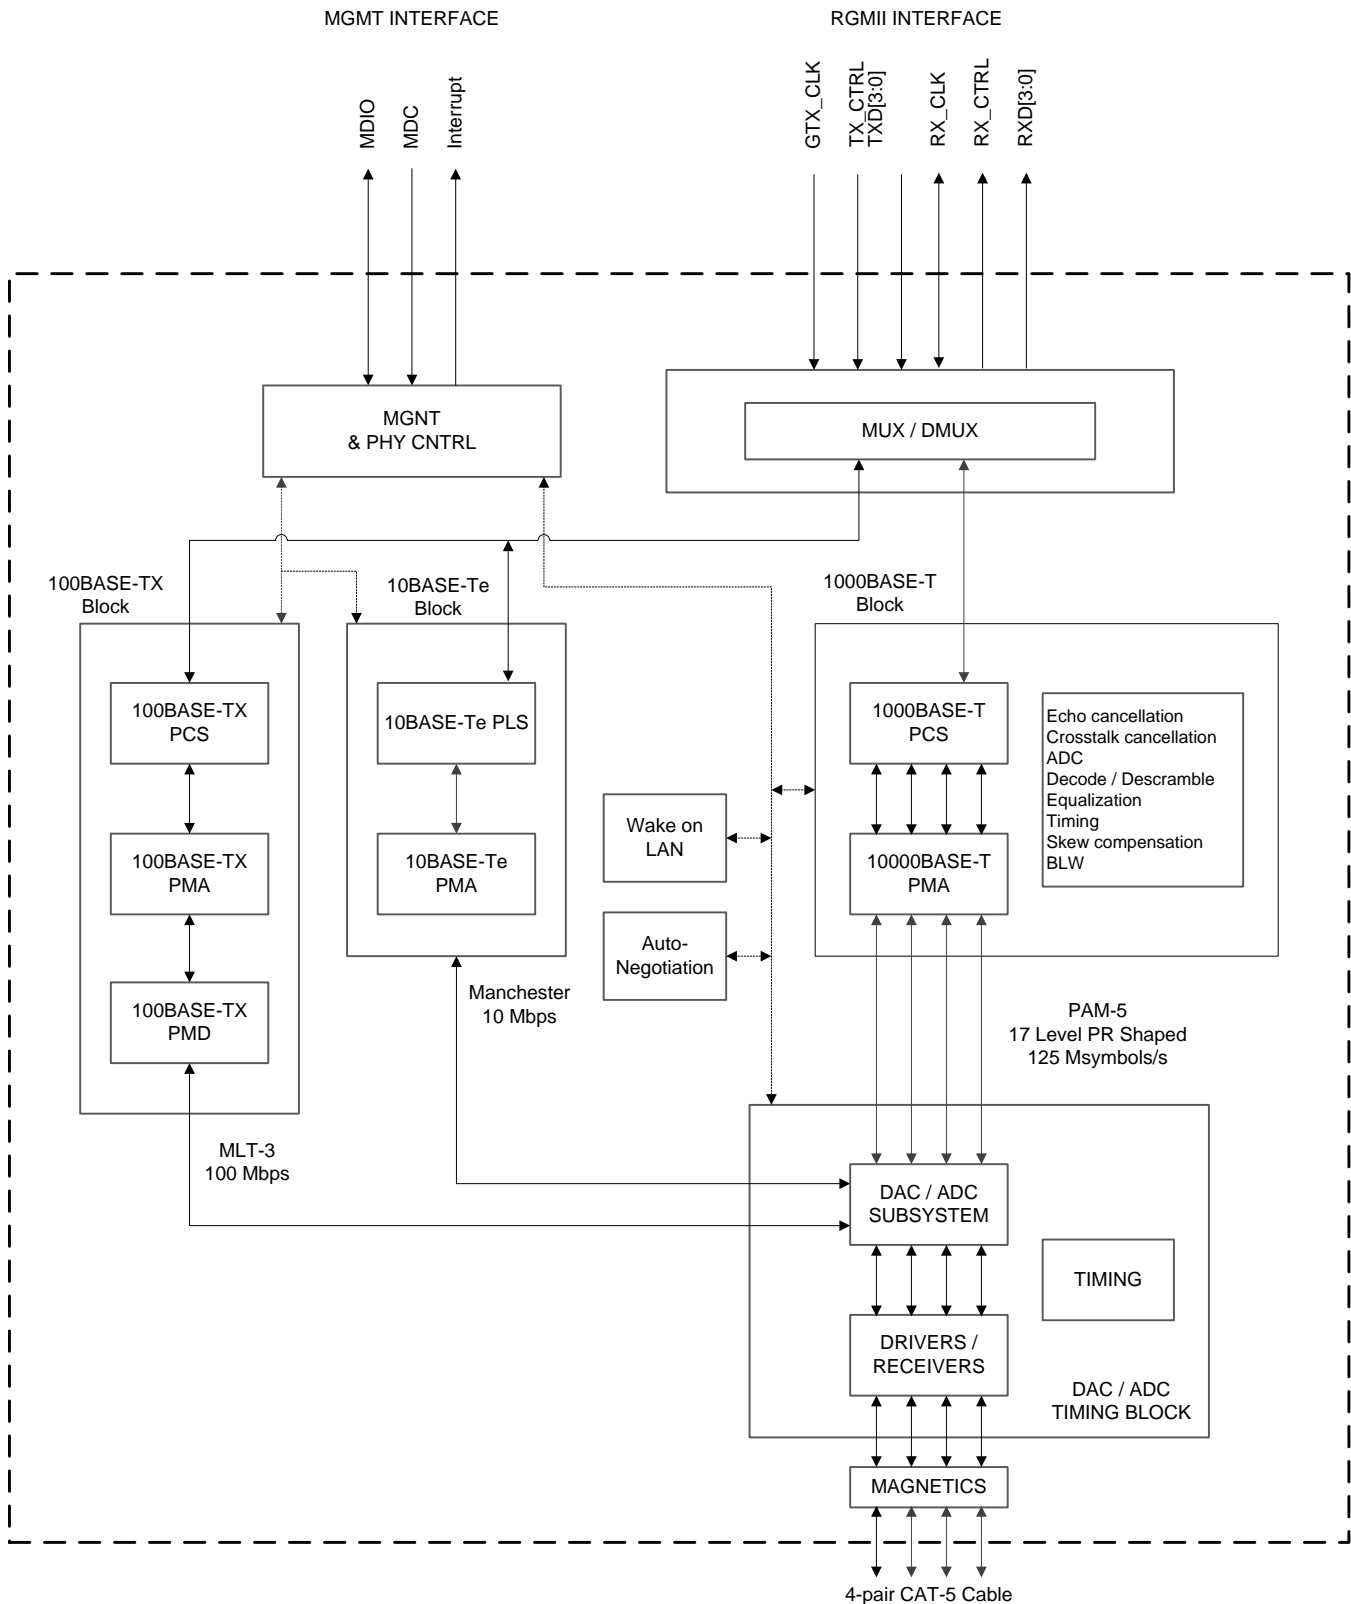 MGMT INTERFACE
RGMII INTERFACE
MDIO
MDC
Interrupt
GTX_CLK
TX_CTRL
TXD[3:0]
RX_CLK
RX_CTRL
RXD[3:0]
MGNT
& PHY CNTRL
MUX / DMUX
100BASE-TX
Block
10BASE-Te
Block
1000BASE-T
Block
100BASE-TX
PCS
10BASE-Te PLS
1000BASE-T
PCS
Echo cancellation
Crosstalk cancellation
ADC
Decode / Descramble
Equalization
Timing
Skew compensation
BLW
Wake on
LAN
100BASE-TX
PMA
10BASE-Te
PMA
10000BASE-T
PMA
Auto-
Negotiation
100BASE-TX
PMD
Manchester
10 Mbps
PAM-5
17 Level PR Shaped
125 Msymbols/s
MLT-3
100 Mbps
DAC / ADC
SUBSYSTEM
TIMING
DRIVERS /
RECEIVERS
DAC / ADC
TIMING BLOCK
MAGNETICS
4-pair CAT-5 Cable